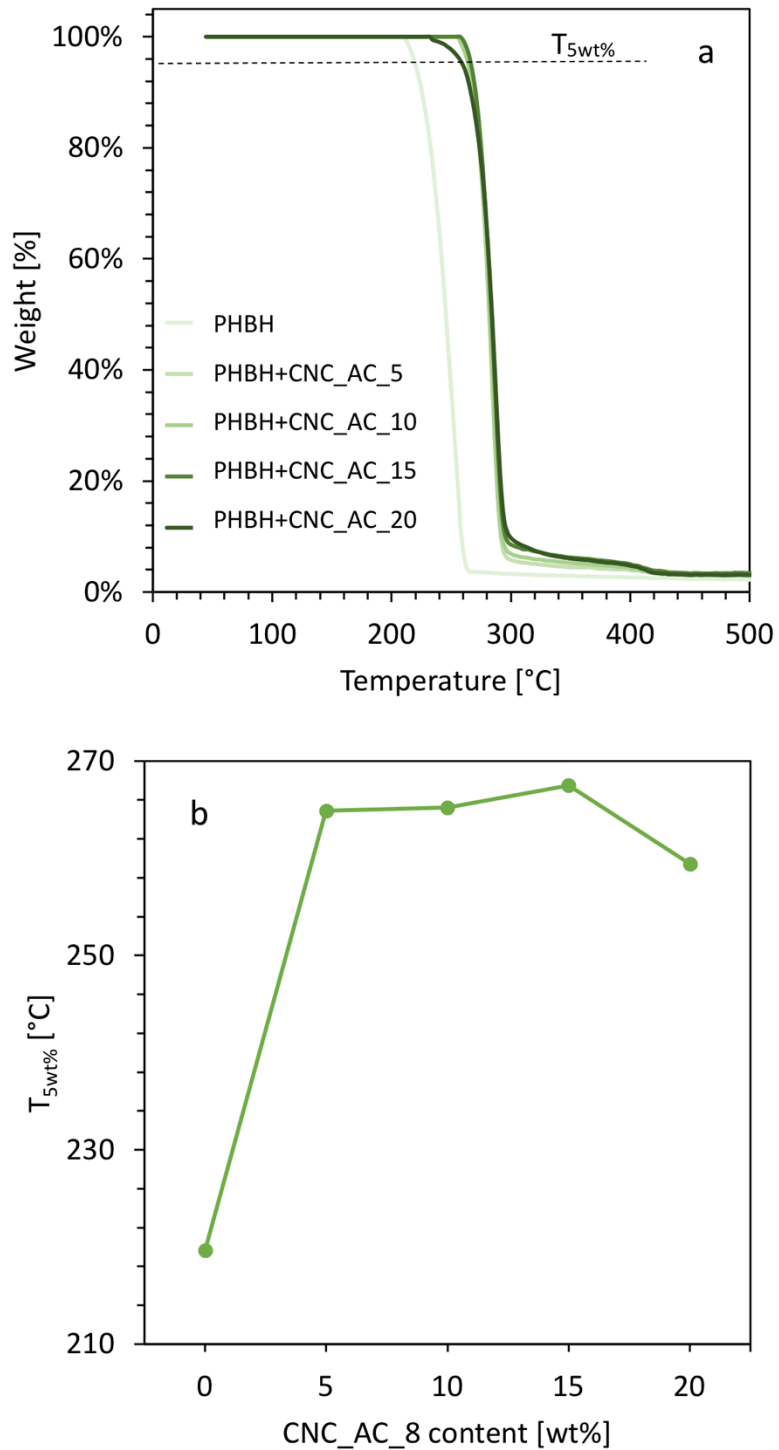 100%
80%
60%
40%
20%
0%
Weight [%]
T5wt%
a
PHBH
PHBH+CNC_AC_5
PHBH+CNC_AC_10
PHBH+CNC_AC_15
PHBH+CNC_AC_20
0 100 200 300 400 500
Temperature [°C]
270
250
230
210
T5wt% [°C]
b
0 5 10 15 20
CNC_AC_8 content [wt%]